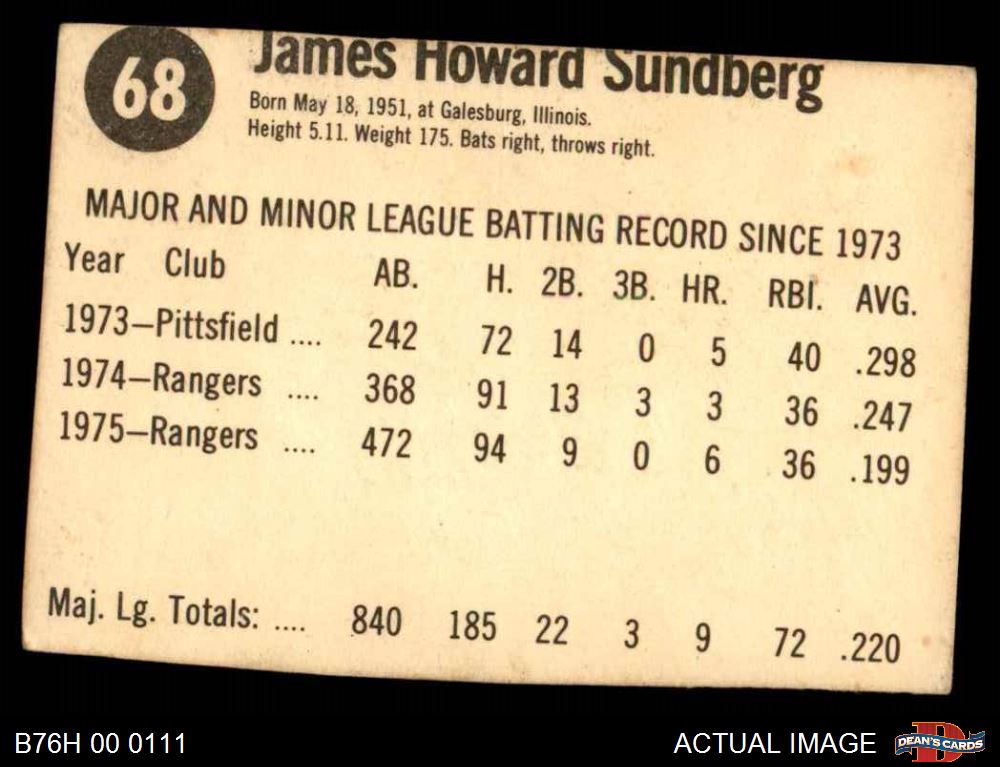 68
James Howard Sundberg
Born May 18, 1951, at Galesburg, Illinois.
Height 5.11. Weight 175. Bats right, throws right.
MAJOR AND MINOR LEAGUE BATTING RECORD SINCE 1973
Year Club AB. H. 2B. 3B. HR. RBI. AVG.
1973—Pittsfield .... 242 72 14 0 5 40 .298
1974—Rangers .... 368 91 13 3 3 36 .247
1975—Rangers .... 472 94 9 0 6 36 .199
Maj. Lg. Totals: .... 840 185 22 3 9 72 .220
B76H 00 0111
ACTUAL IMAGE
D
DEAN'S CARDS